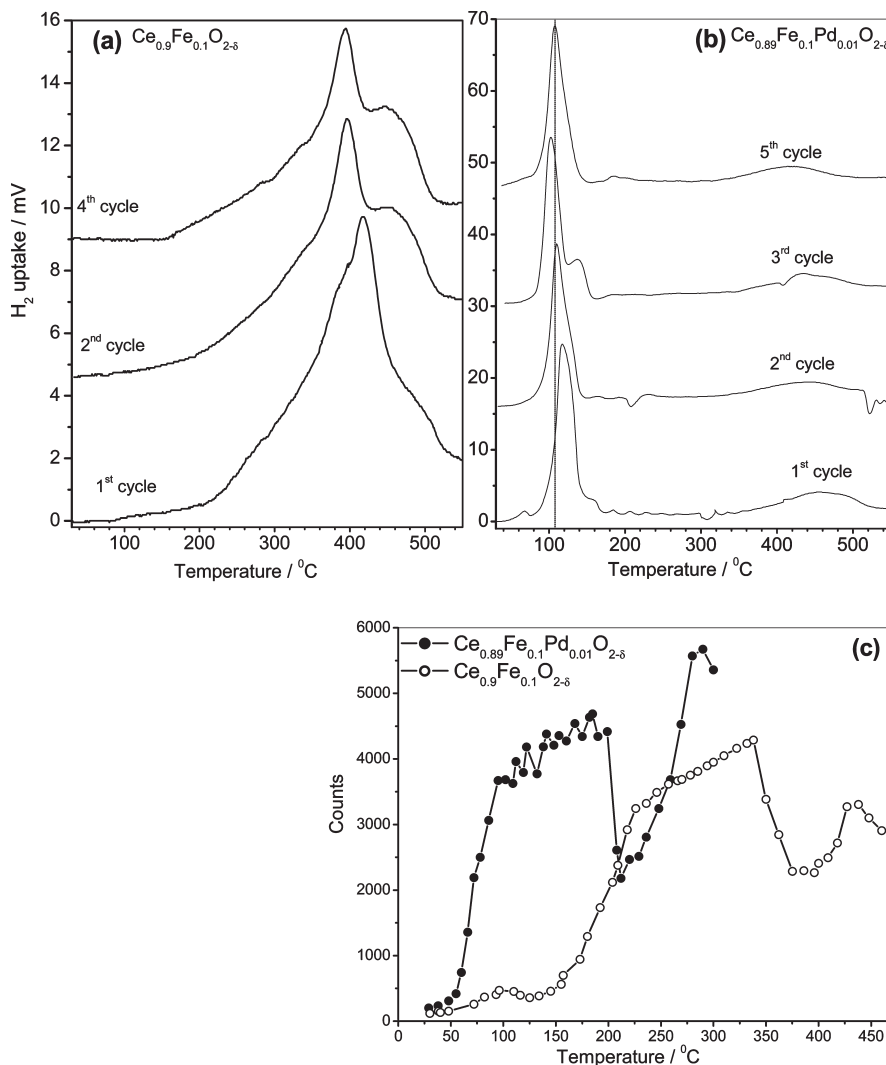 (a) Ce0.9Fe0.1O2-δ
16
14
12
10
8
6
4
2
0
H2 uptake / mV
4th cycle
2nd cycle
1st cycle
100 200 300 400 500
Temperature / 0C
(b) Ce0.89Fe0.1Pd0.01O2-δ
70
60
50
40
30
20
10
0
5th cycle
3rd cycle
2nd cycle
1st cycle
100 200 300 400 500
Temperature / 0C
(c)
Ce0.89Fe0.1Pd0.01O2-δ
Ce0.9Fe0.1O2-δ
6000
5000
4000
3000
2000
1000
0
Counts
0 50 100 150 200 250 300 350 400 450
Temperature / 0C